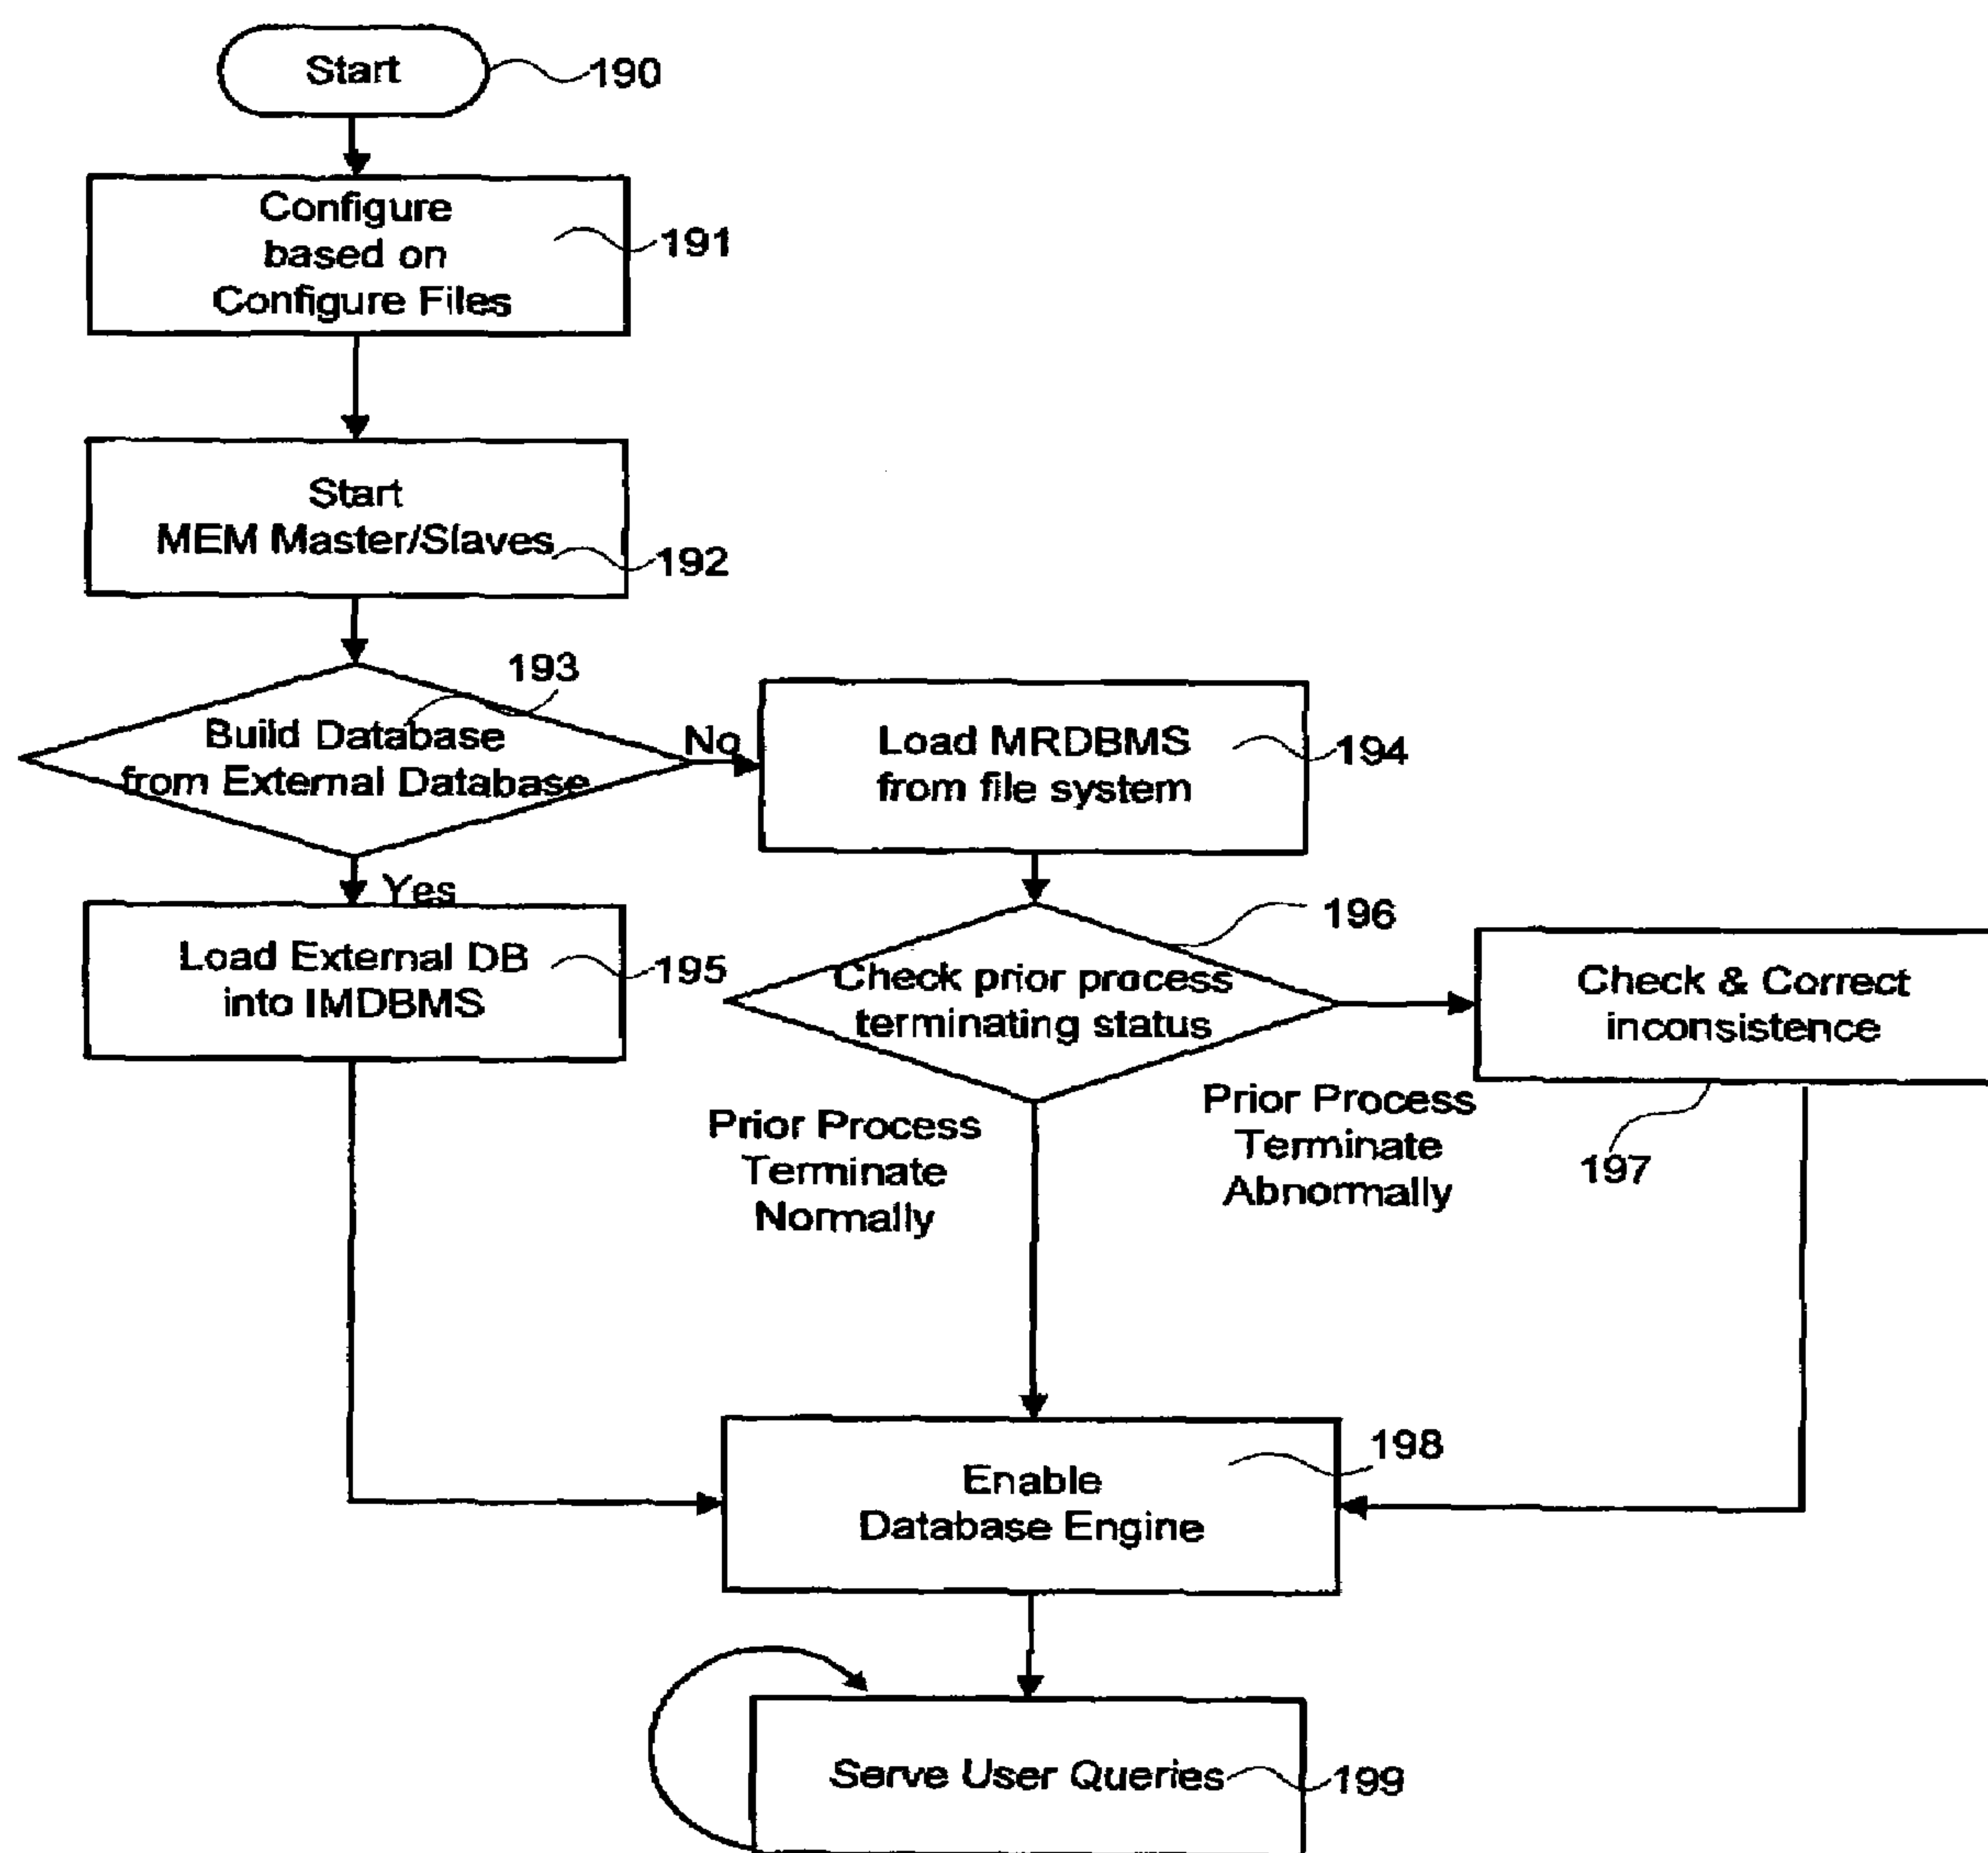 Start
190
Configure
based on
Configure Files
191
Start
MEM Master/Slaves
192
193
Build Database
from External Database
No
Load MRDBMS
from file system
194
Yes
Load External DB
into IMDBMS
195
196
Check prior process
terminating status
Check & Correct
inconsistence
197
Prior Process
Terminate
Normally
Prior Process
Terminate
Abnormally
198
Enable
Database Engine
Serve User Queries
199